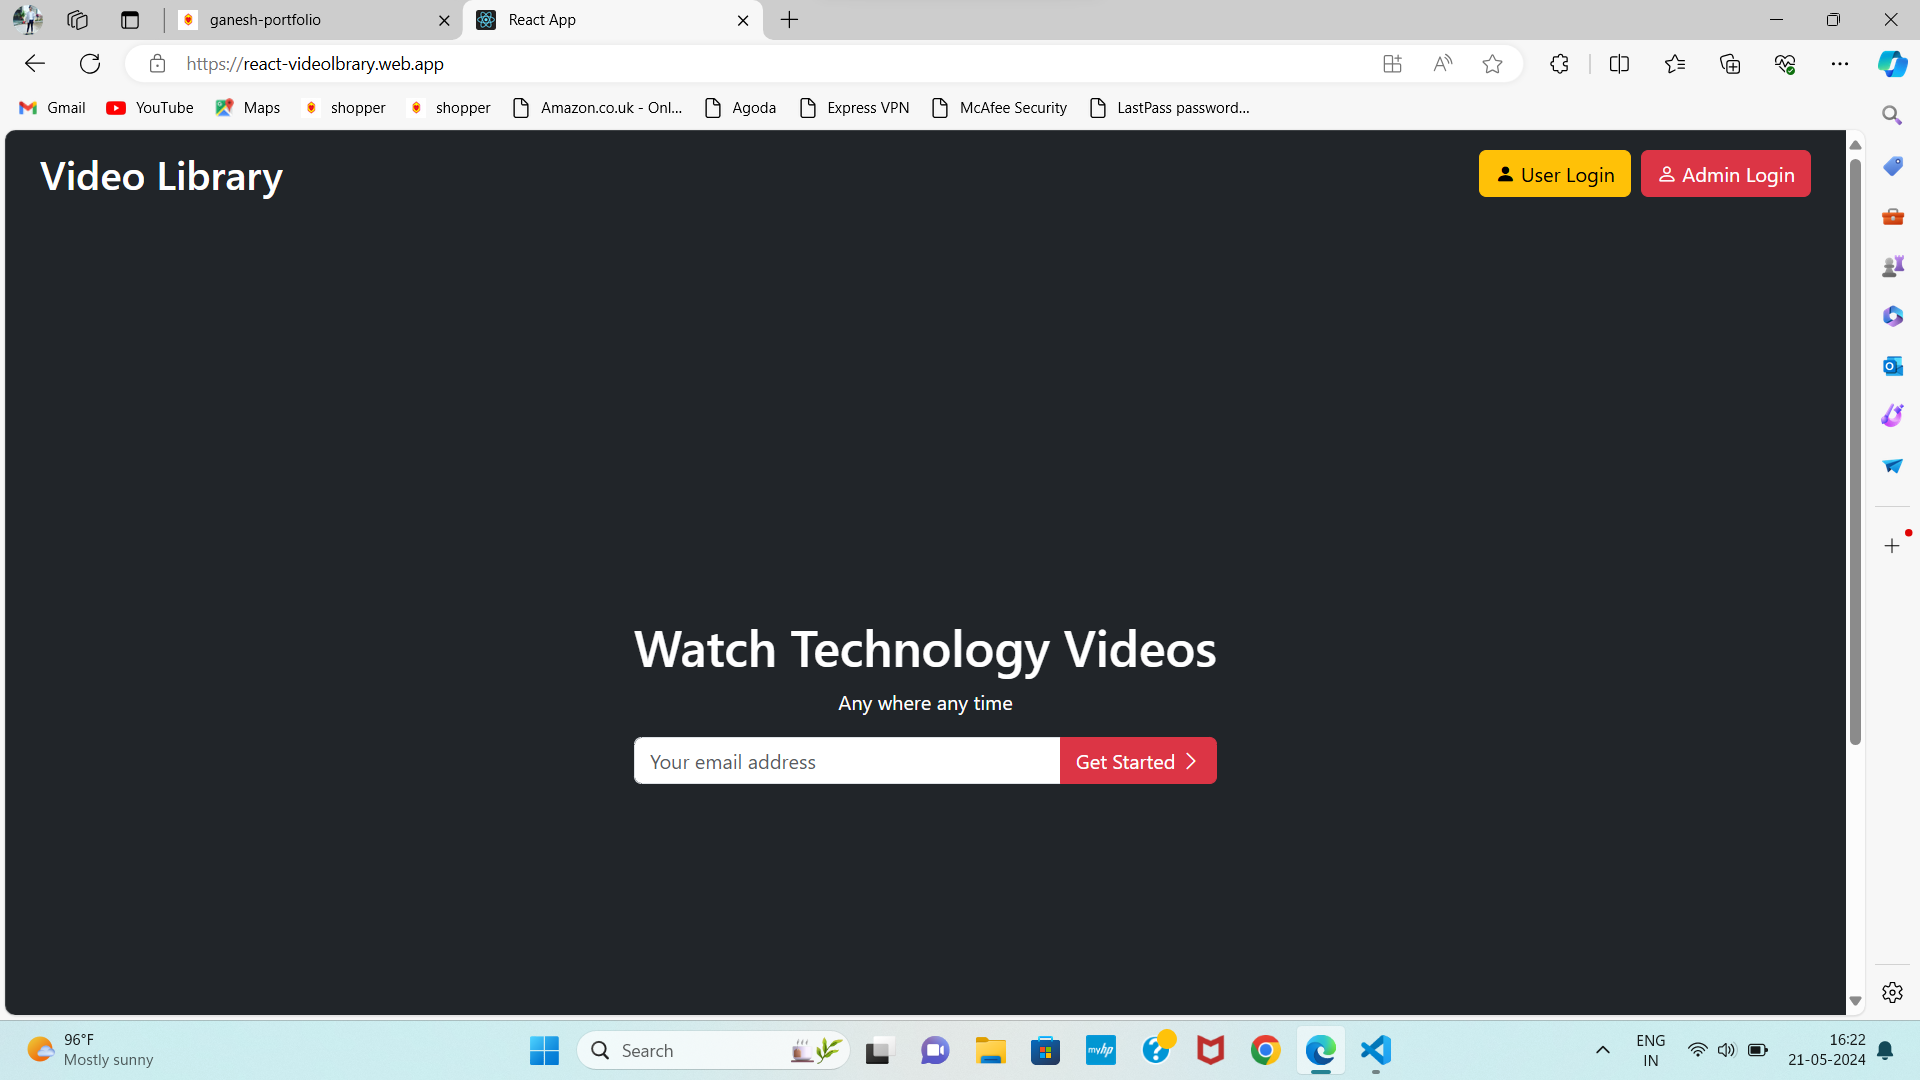 ganesh-portfolio
React App
https://react-videolbrary.web.app
Gmail
YouTube
Maps
shopper
shopper
Amazon.co.uk - Onl...
Agoda
Express VPN
McAfee Security
LastPass password...
Video Library
User Login
Admin Login
Watch Technology Videos
Any where any time
Your email address
Get Started
96°F
Mostly sunny
Search
myhp
ENG
IN
16:22
21-05-2024